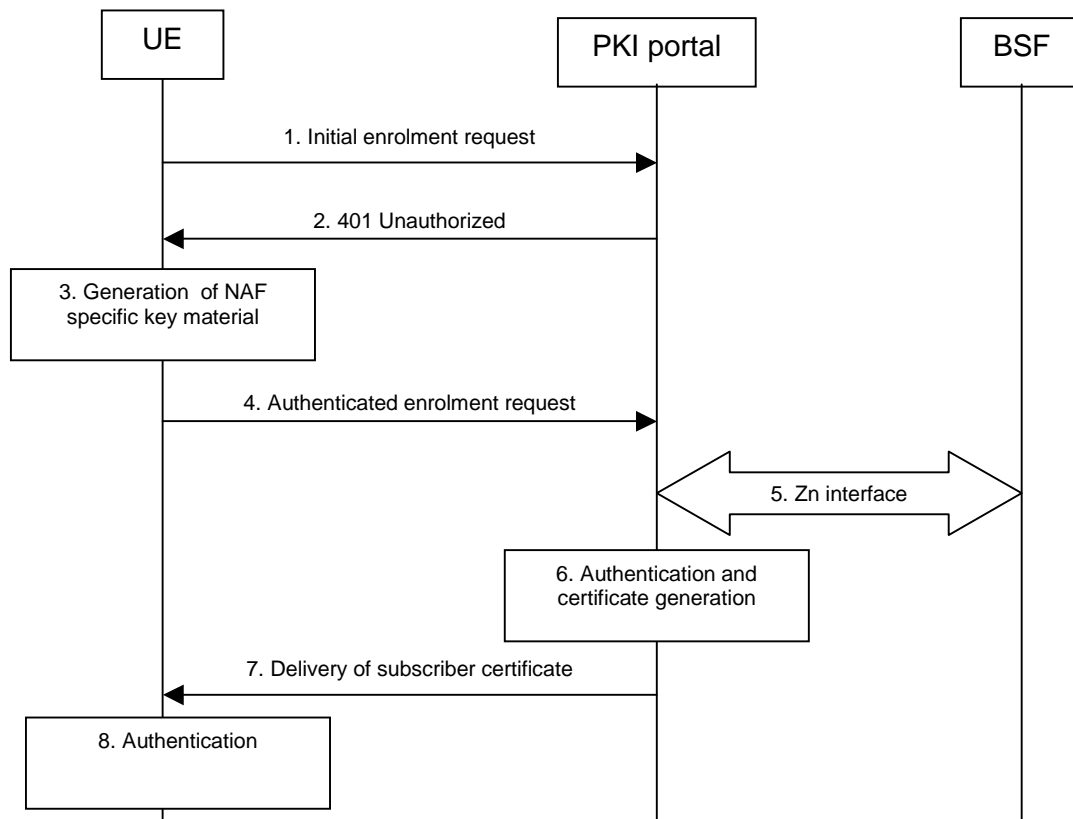 UE
PKI portal
BSF
1. Initial enrolment request
2. 401 Unauthorized
3. Generation of NAF
specific key material
4. Authenticated enrolment request
5. Zn interface
6. Authentication and
certificate generation
7. Delivery of subscriber certificate
8. Authentication